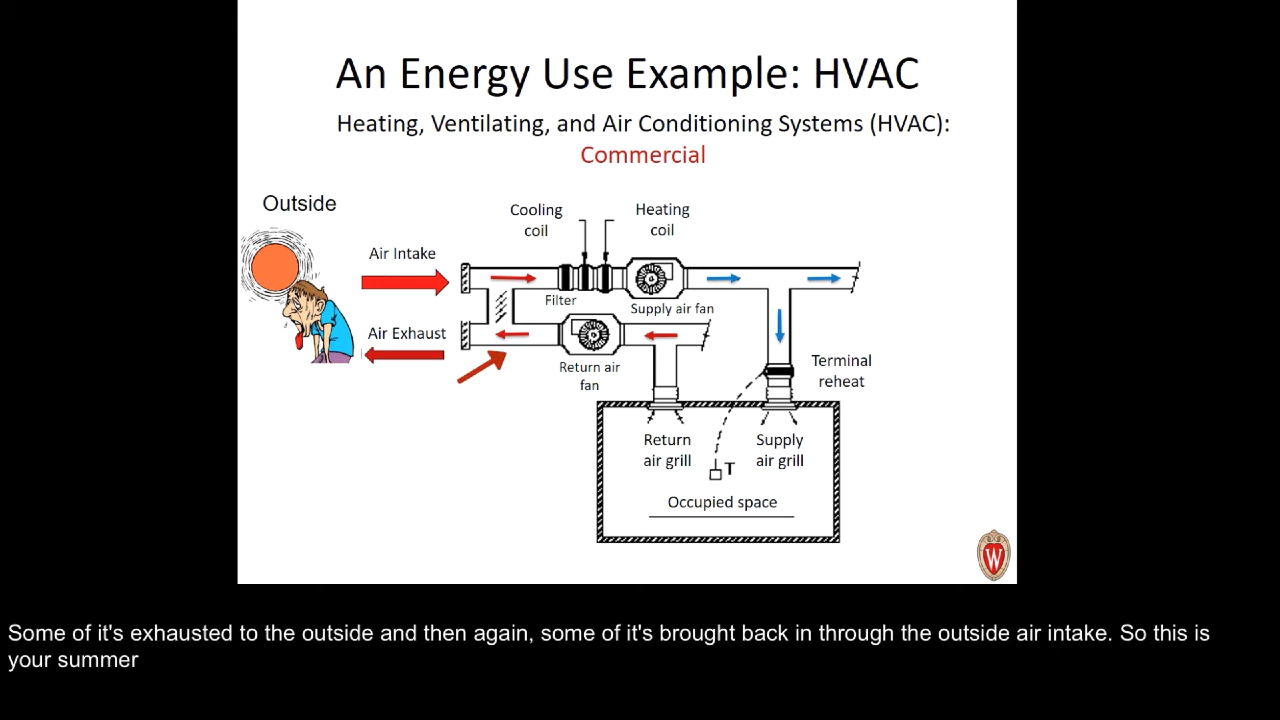 An Energy Use Example: HVAC
Heating, Ventilating, and Air Conditioning Systems (HVAC):
Commercial
Outside
Cooling
coil
Heating
coil
Air Intake
Filter
Supply air fan
Air Exhaust
Return air
fan
Terminal
reheat
Return
air grill
Supply
air grill
T
Occupied space
W
Some of it's exhausted to the outside and then again, some of it's brought back in through the outside air intake. So this is
your summer